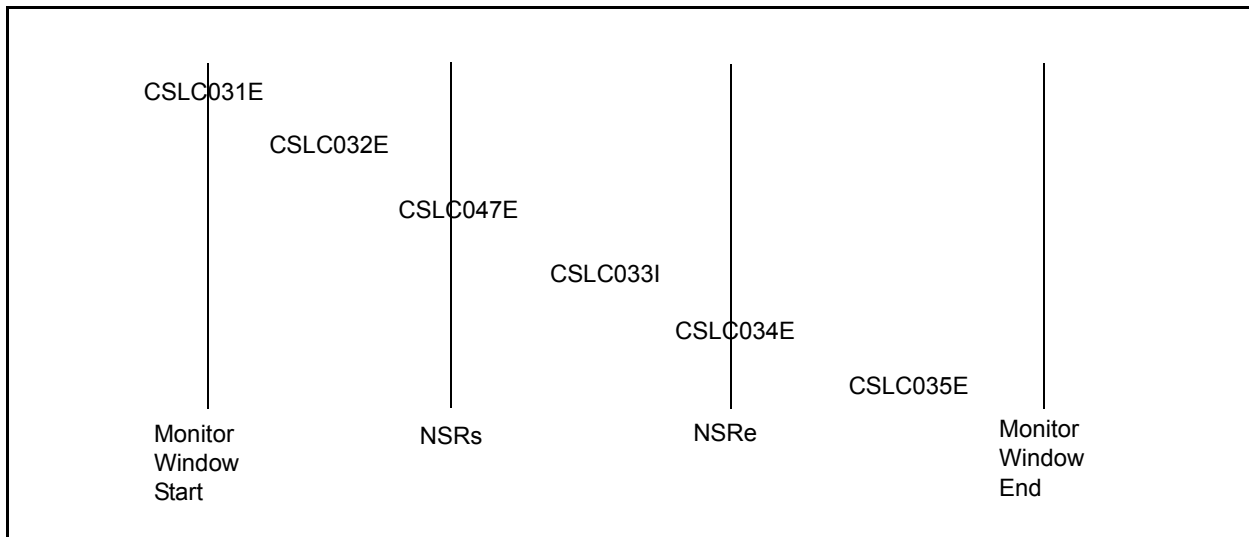 CSLC031E
CSLC032E
CSLC047E
CSLC033I
CSLC034E
CSLC035E
Monitor
Window
Start
NSRs
NSRe
Monitor
Window
End